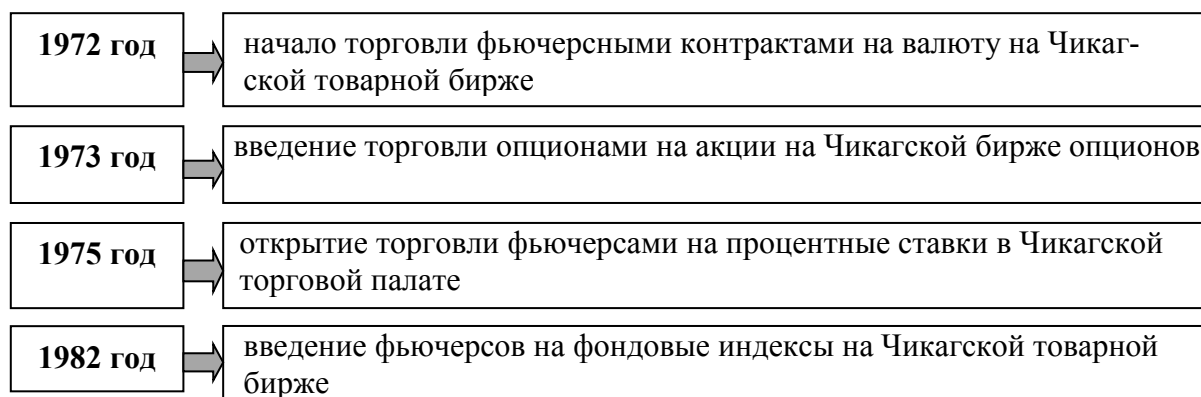 1972 год
начало торговли фьючерсными контрактами на валюту на Чикаг-
ской товарной бирже
1973 год
введение торговли опционами на акции на Чикагской бирже опционов
1975 год
открытие торговли фьючерсами на процентные ставки в Чикагской
торговой палате
1982 год
введение фьючерсов на фондовые индексы на Чикагской товарной
бирже